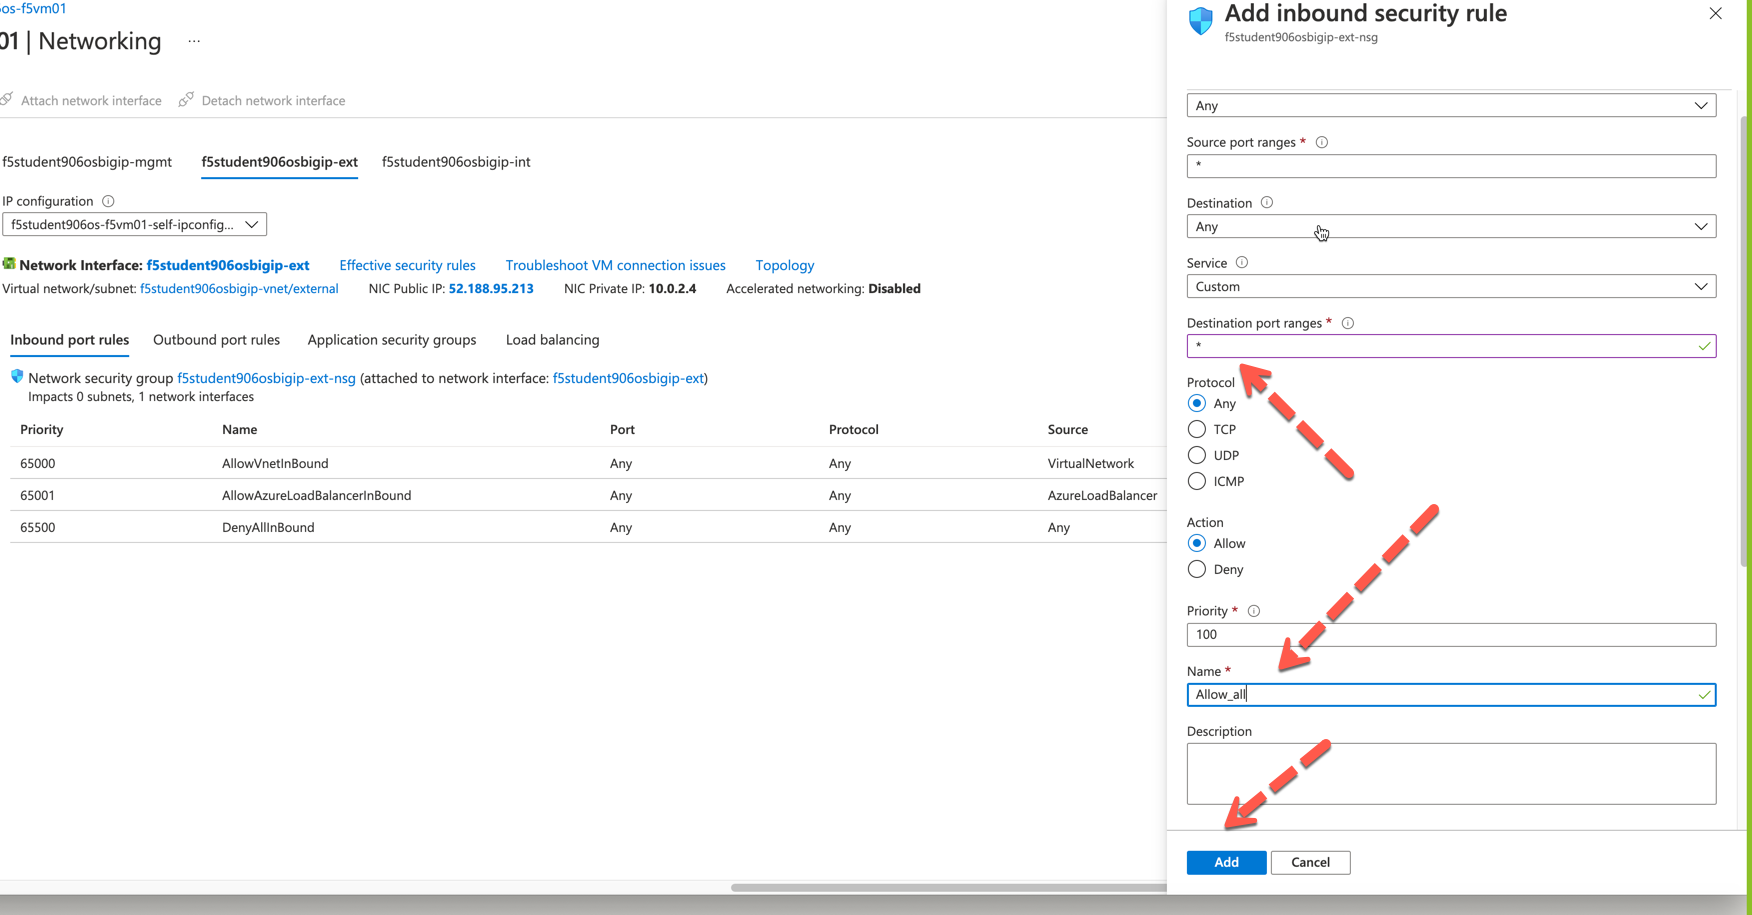 os-f5vm01
01 | Networking ...
Attach network interface Detach network interface
f5student906osbigip-mgmt f5student906osbigip-ext f5student906osbigip-int
IP configuration
f5student906os-f5vm01-self-ipconfig...
Network Interface: f5student906osbigip-ext Effective security rules Troubleshoot VM connection issues Topology
Virtual network/subnet: f5student906osbigip-vnet/external NIC Public IP: 52.188.95.213 NIC Private IP: 10.0.2.4 Accelerated networking: Disabled
Inbound port rules Outbound port rules Application security groups Load balancing
Network security group f5student906osbigip-ext-nsg (attached to network interface: f5student906osbigip-ext)
Impacts 0 subnets, 1 network interfaces
Priority Name Port Protocol Source
65000 AllowVnetInBound Any Any VirtualNetwork
65001 AllowAzureLoadBalancerInBound Any Any AzureLoadBalancer
65500 DenyAllInBound Any Any Any
Add inbound security rule
f5student906osbigip-ext-nsg
Any
Source port ranges *
*
Destination
Any
Service
Custom
Destination port ranges *
*
Protocol
Any
TCP
UDP
ICMP
Action
Allow
Deny
Priority *
100
Name *
Allow_all
Description
Add Cancel